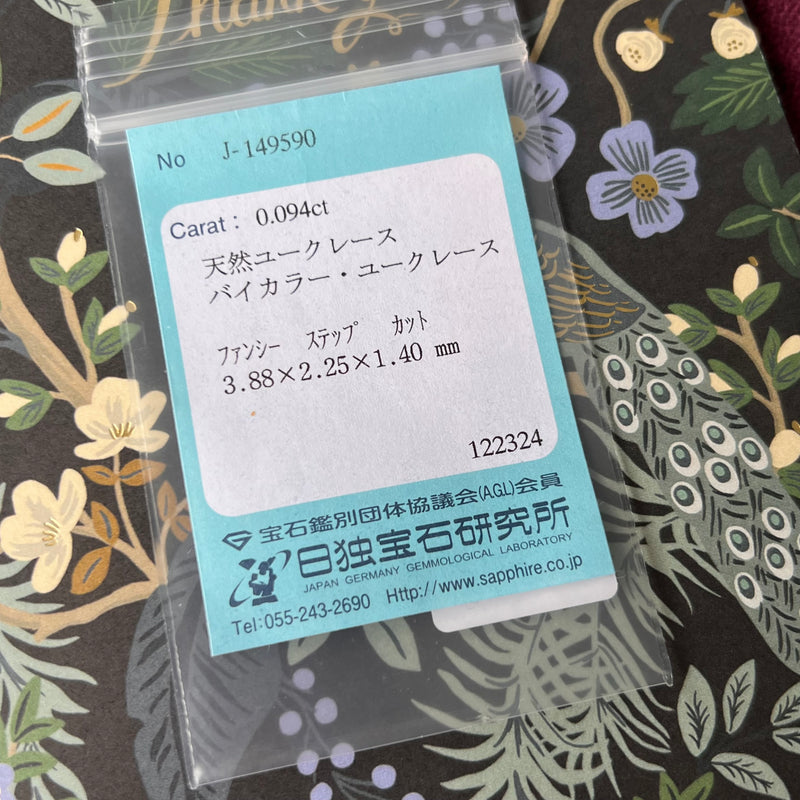 No J-149590
Carat： 0.094ct
天然ユークレース
バイカラー・ユークレース
ﾌｧﾝｼｰ ｽﾃｯﾌﾟ ｶｯﾄ
3.88×2.25×1.40 mm
122324
宝石鑑別団体協議会(AGL)会員
日独宝石研究所
JAPAN GERMANY GEMMOLOGICAL LABORATORY
Tel:055-243-2690 Http://www.sapphire.co.jp